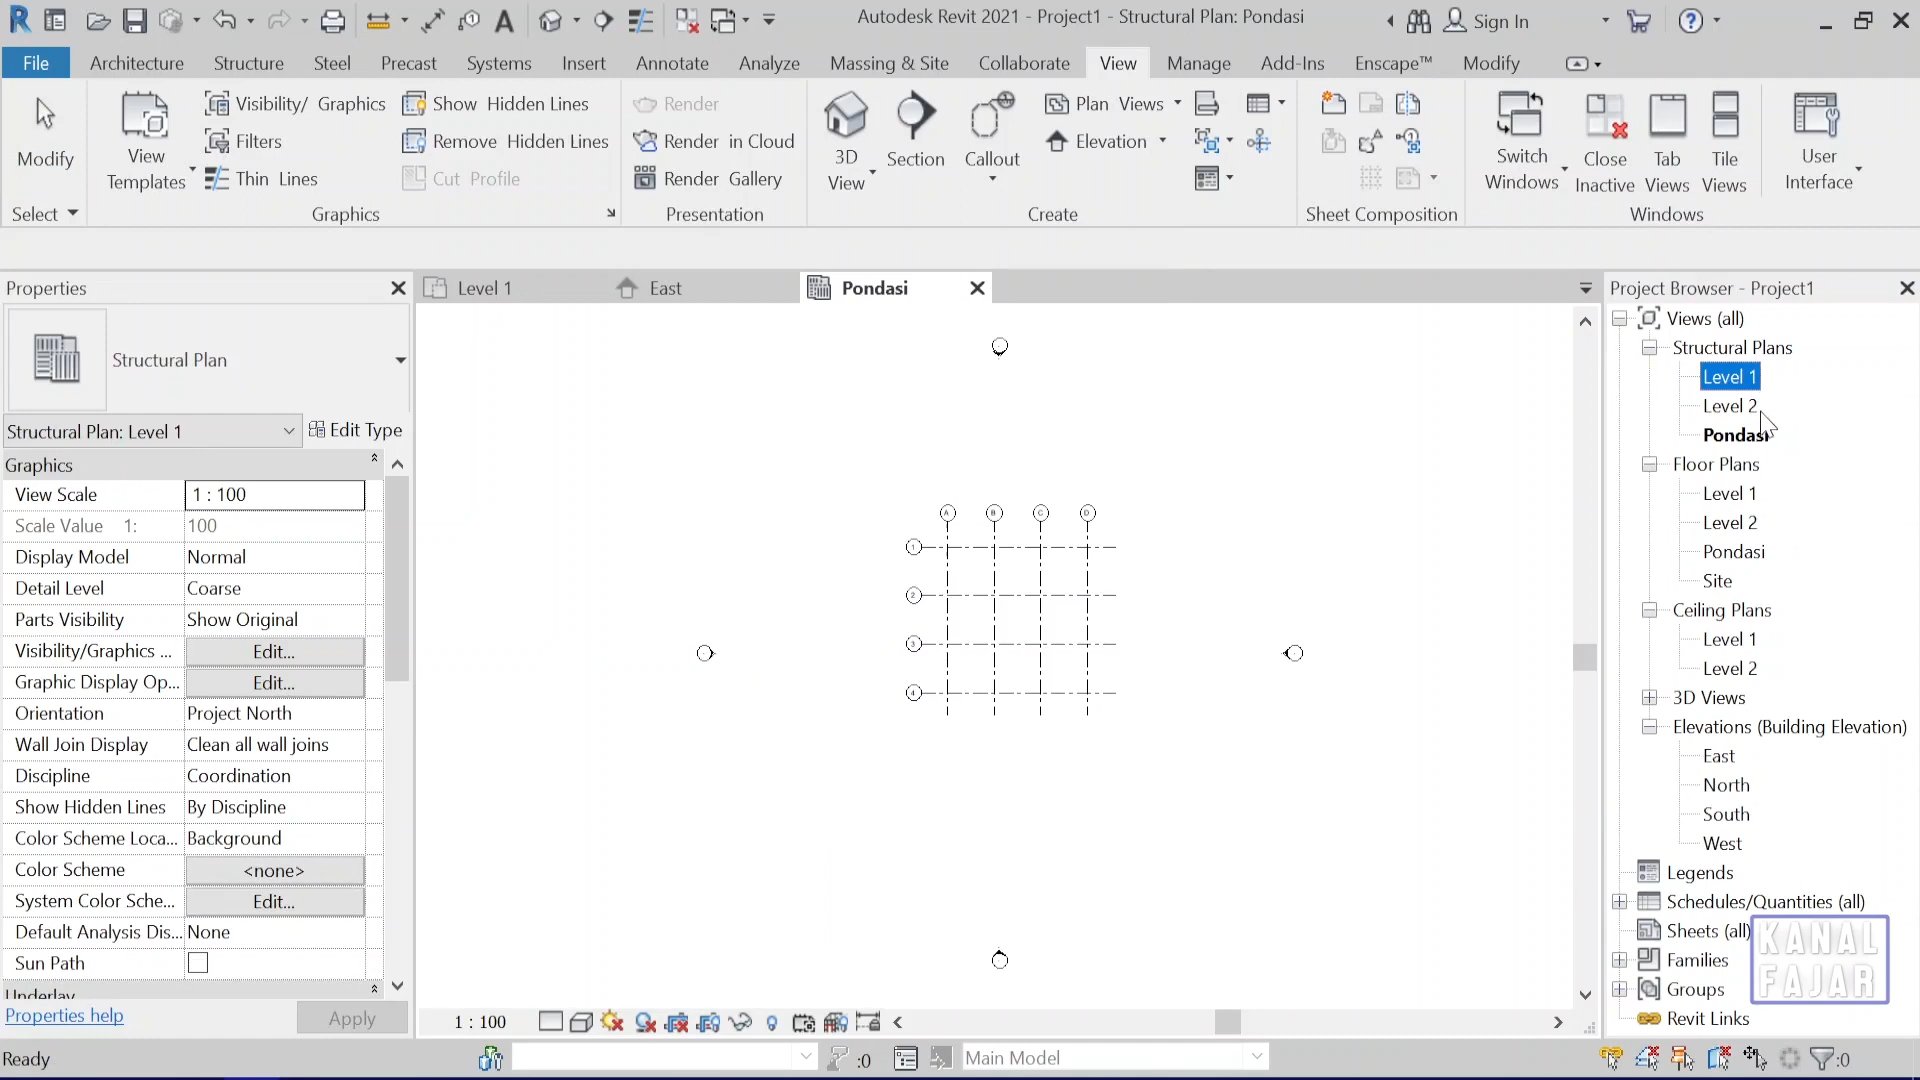 Autodesk Revit 2021 - Project1 - Structural Plan: Pondasi
Sign In
File
Architecture
Structure
Steel
Precast
Systems
Insert
Annotate
Analyze
Massing & Site
Collaborate
View
Manage
Add-Ins
Enscape™
Modify
Modify
Select
View
Templates
Visibility/ Graphics
Filters
Thin Lines
Show Hidden Lines
Remove Hidden Lines
Cut Profile
Graphics
Render
Render in Cloud
Render Gallery
Presentation
3D
View
Section
Callout
Plan Views
Elevation
Create
Sheet Composition
Switch
Windows
Close
Inactive
Tab
Views
Tile
Views
Windows
User
Interface
Properties
Structural Plan
Structural Plan: Level 1
Edit Type
Graphics
View Scale
1 : 100
Scale Value 1:
100
Display Model
Normal
Detail Level
Coarse
Parts Visibility
Show Original
Visibility/Graphics ...
Edit...
Graphic Display Op...
Edit...
Orientation
Project North
Wall Join Display
Clean all wall joins
Discipline
Coordination
Show Hidden Lines
By Discipline
Color Scheme Loca...
Background
Color Scheme
<none>
System Color Sche...
Edit...
Default Analysis Dis...
None
Sun Path
Underlay
Properties help
Apply
Level 1
East
Pondasi
A
B
C
D
1
2
3
4
1 : 100
Project Browser - Project1
Views (all)
Structural Plans
Level 1
Level 2
Pondasi
Floor Plans
Level 1
Level 2
Pondasi
Site
Ceiling Plans
Level 1
Level 2
3D Views
Elevations (Building Elevation)
East
North
South
West
Legends
Schedules/Quantities (all)
Sheets (all)
Families
Groups
Revit Links
KANAL
FAJAR
Ready
:0
Main Model
:0